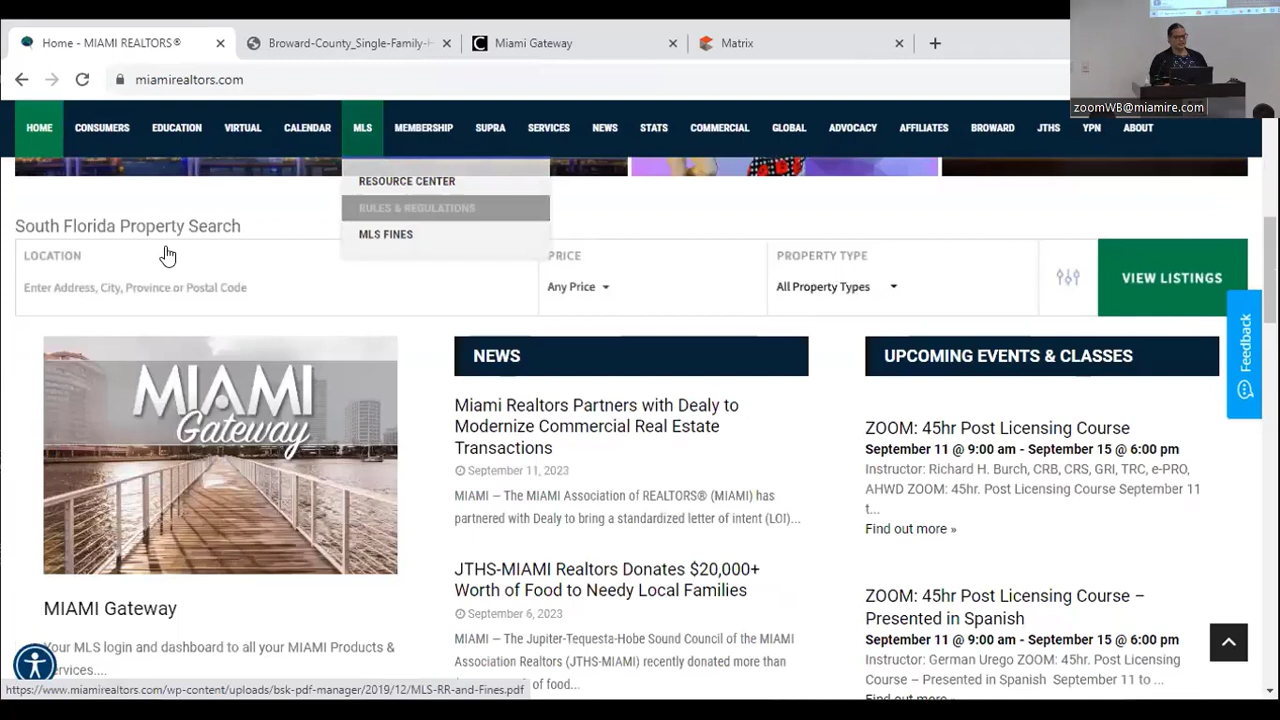 Home - MIAMI REALTORS®
Broward-County_Single-Family-H
Miami Gateway
Matrix
miamirealtors.com
zoomWB@miamire.com
HOME
CONSUMERS
EDUCATION
VIRTUAL
CALENDAR
MLS
MEMBERSHIP
SUPRA
SERVICES
NEWS
STATS
COMMERCIAL
GLOBAL
ADVOCACY
AFFILIATES
BROWARD
JTHS
YPN
ABOUT
RESOURCE CENTER
RULES & REGULATIONS
MLS FINES
South Florida Property Search
LOCATION
Enter Address, City, Province or Postal Code
PRICE
Any Price
PROPERTY TYPE
All Property Types
VIEW LISTINGS
Feedback
MIAMI
Gateway
MIAMI Gateway
Your MLS login and dashboard to all your MIAMI Products &
Services....
NEWS
Miami Realtors Partners with Dealy to
Modernize Commercial Real Estate
Transactions
September 11, 2023
MIAMI — The MIAMI Association of REALTORS® (MIAMI) has
partnered with Dealy to bring a standardized letter of intent (LOI)...
JTHS-MIAMI Realtors Donates $20,000+
Worth of Food to Needy Local Families
September 6, 2023
MIAMI — The Jupiter-Tequesta-Hobe Sound Council of the MIAMI
Association Realtors (JTHS-MIAMI) recently donated more than
of food...
UPCOMING EVENTS & CLASSES
ZOOM: 45hr Post Licensing Course
September 11 @ 9:00 am - September 15 @ 6:00 pm
Instructor: Richard H. Burch, CRB, CRS, GRI, TRC, e-PRO,
AHWD ZOOM: 45hr. Post Licensing Course September 11
t...
Find out more »
ZOOM: 45hr Post Licensing Course –
Presented in Spanish
September 11 @ 9:00 am - September 15 @ 6:00 pm
Instructor: German Urego ZOOM: 45hr. Post Licensing
Course – Presented in Spanish September 11 to ...
Find out more »
https://www.miamirealtors.com/wp-content/uploads/bsk-pdf-manager/2019/12/MLS-RR-and-Fines.pdf